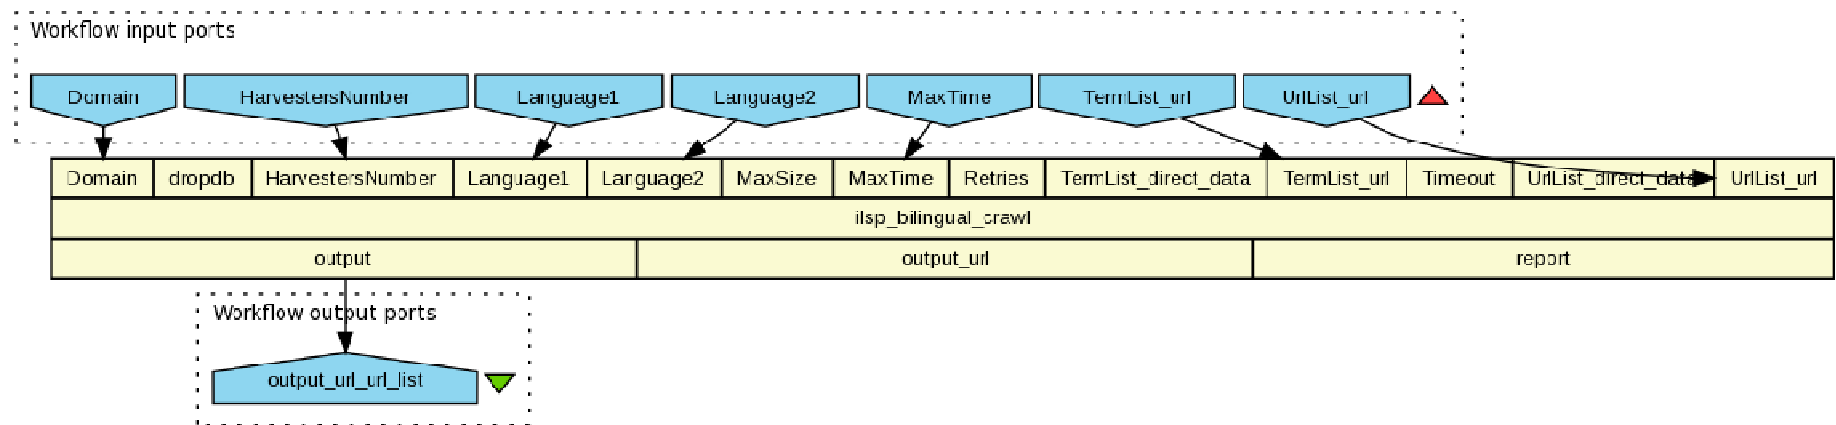 Workflow input ports
Domain HarvestersNumber Language1 Language2 MaxTime TermList_url UrlList_url
Domain dropdb HarvestersNumber Language1 Language2 MaxSize MaxTime Retries TermList_direct_data TermList_url Timeout UrlList_direct_data UrlList_url
ilsp_bilingual_crawl
output output_url report
Workflow output ports
output_url_url_list